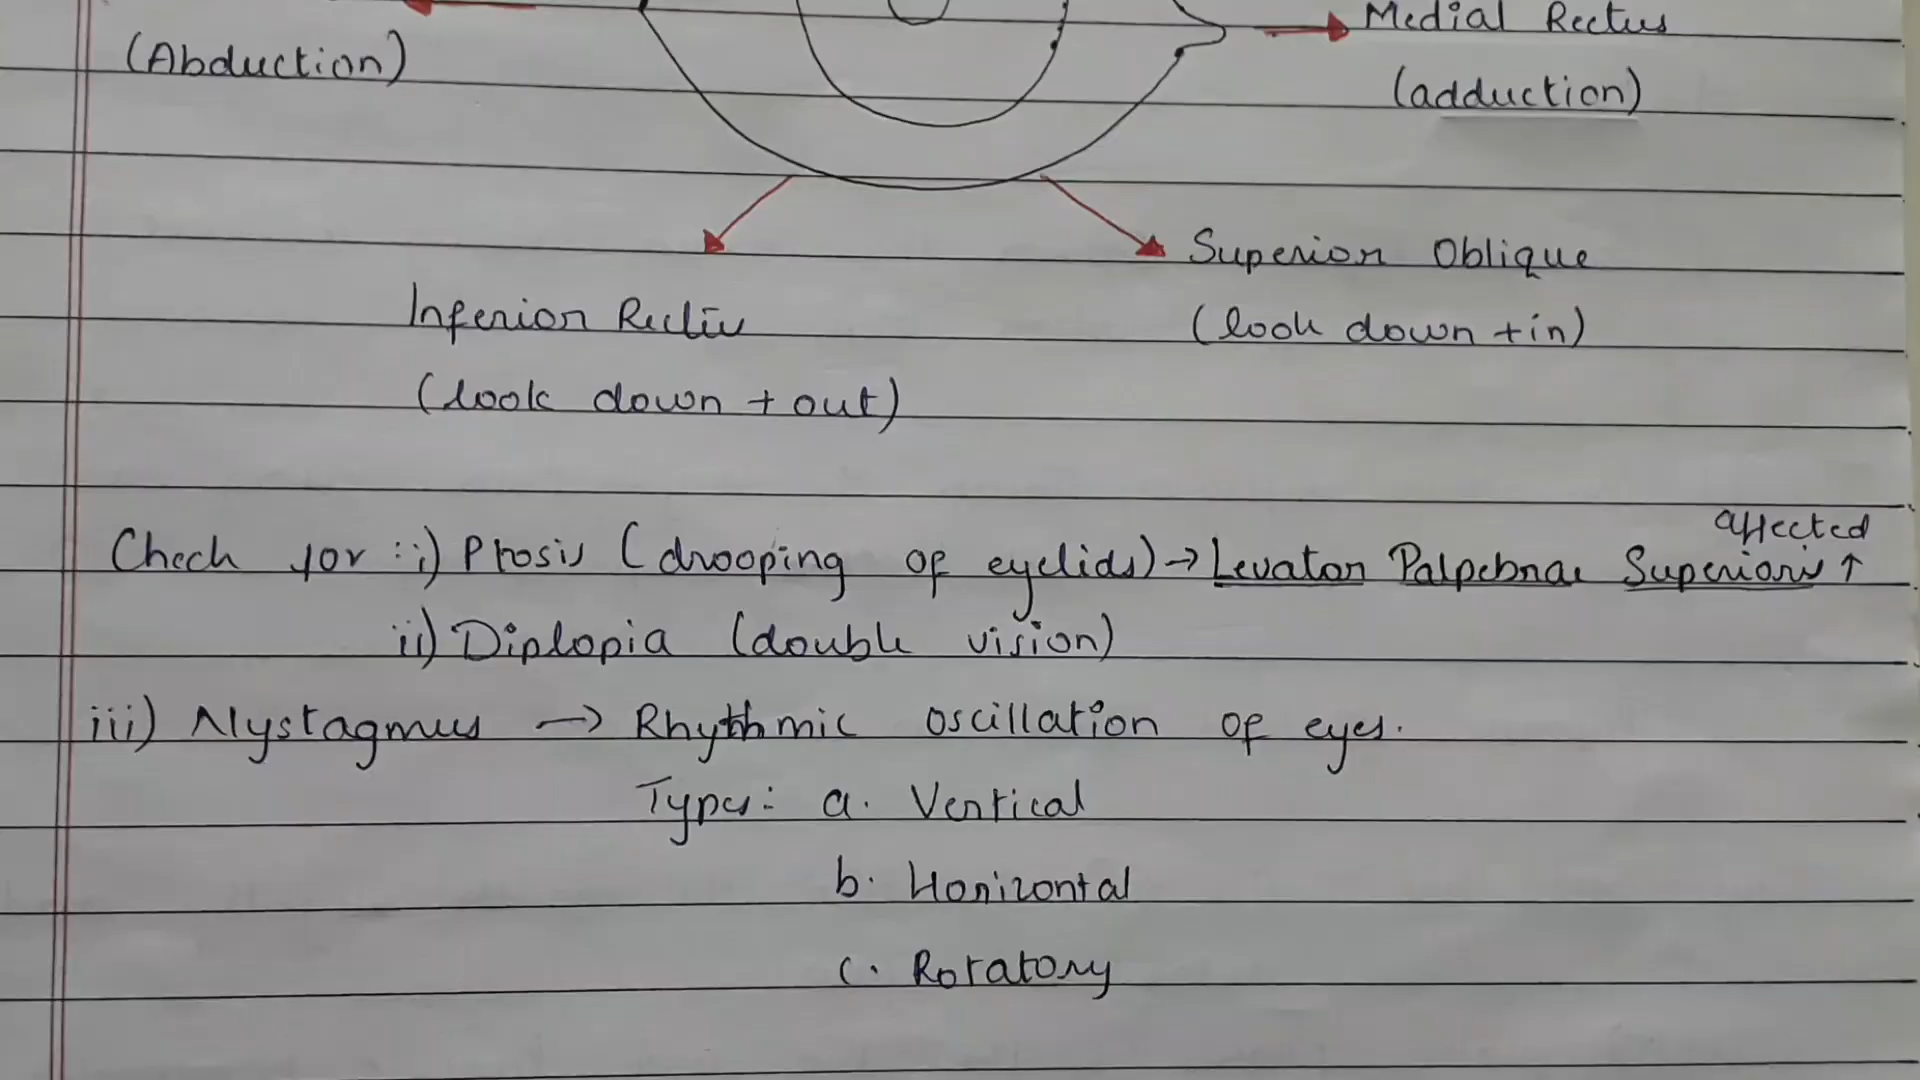 Medial Rectus
(Abduction)
(adduction)
Superior Oblique
(look down + in)
Inferior Rectus
(look down + out)
affected
Check for : i) Ptosis (drooping of eyelids) → Levator Palpebrae Superioris ↑
ii) Diplopia (double vision)
iii) Nystagmus → Rhythmic oscillation of eyes.
Types: a. Vertical
b. Horizontal
c. Rotatory